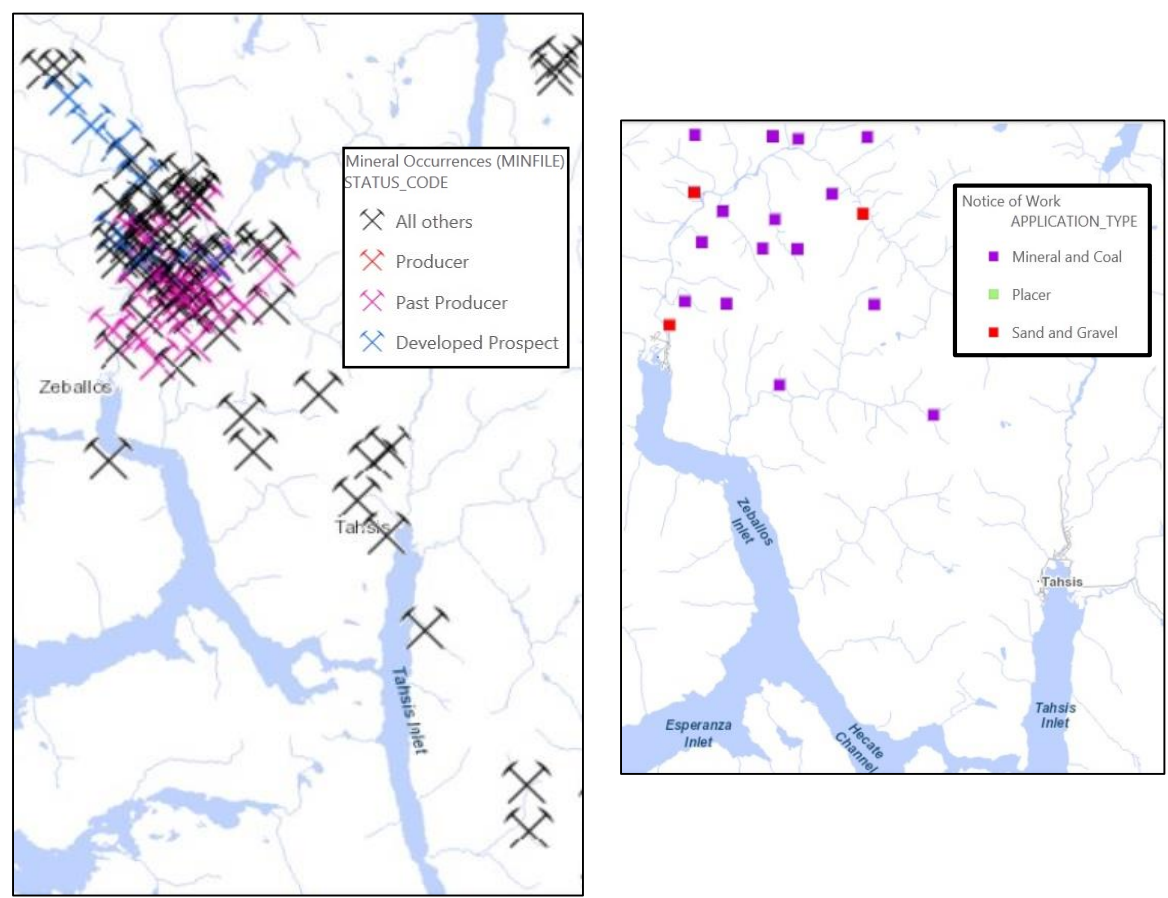 Mineral Occurrences (MINFILE)
STATUS_CODE
All others
Producer
Past Producer
Developed Prospect
Zeballos
Tahsis
Tahsis Inlet
Notice of Work
APPLICATION_TYPE
Mineral and Coal
Placer
Sand and Gravel
Zeballos
Inlet
Tahsis
Esperanza
Inlet
Hecate
Channel
Tahsis
Inlet